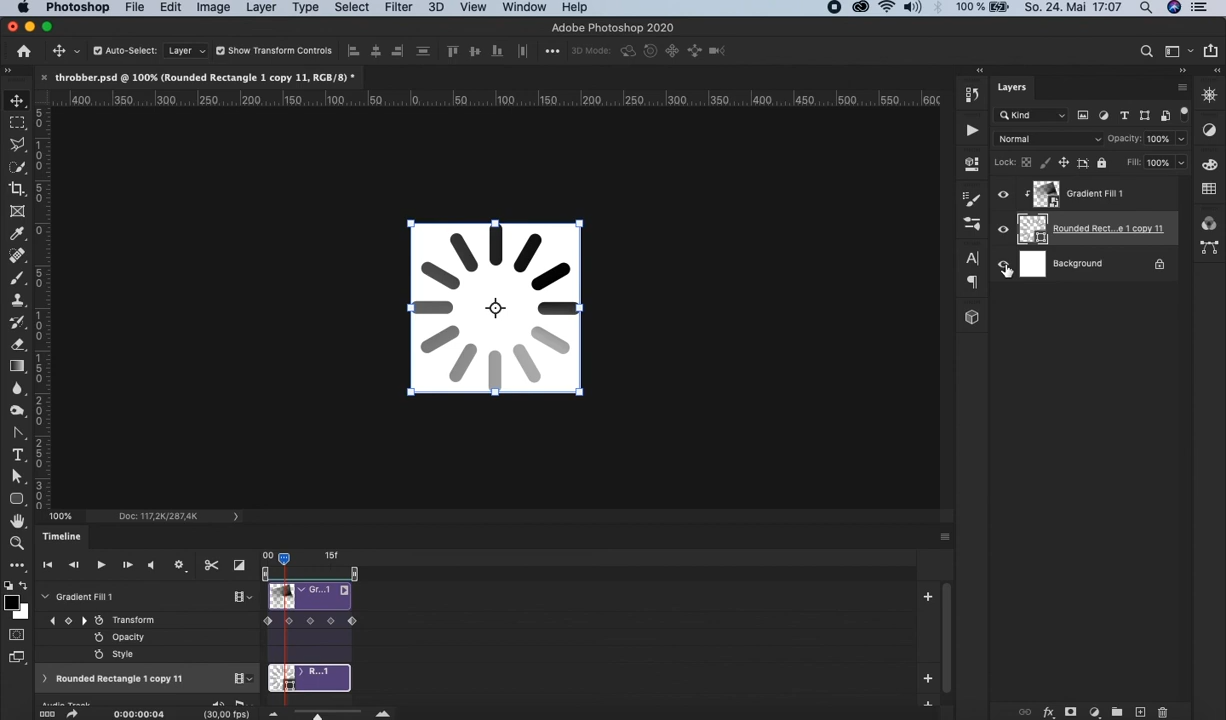 Photoshop File Edit Image Layer Type Select Filter 3D View Window Help 100 % So. 24. Mai 17:07
Adobe Photoshop 2020
Auto-Select: Layer Show Transform Controls ••• 3D Mode:
throbber.psd @ 100% (Rounded Rectangle 1 copy 11, RGB/8) *
400 350 300 250 200 150 100 50 0 50 100 150 200 250 300 350 400 450 500 550 600
Layers
Kind
Normal Opacity: 100%
Lock: Fill: 100%
Gradient Fill 1
Rounded Rect...e 1 copy 11
Background
100% Doc: 117,2K/287,4K
Timeline
00 15f
Gradient Fill 1 Gr...1
Transform
Opacity
Style
Rounded Rectangle 1 copy 11 R...1
Audio Track
0:00:00:04 (30,00 fps)